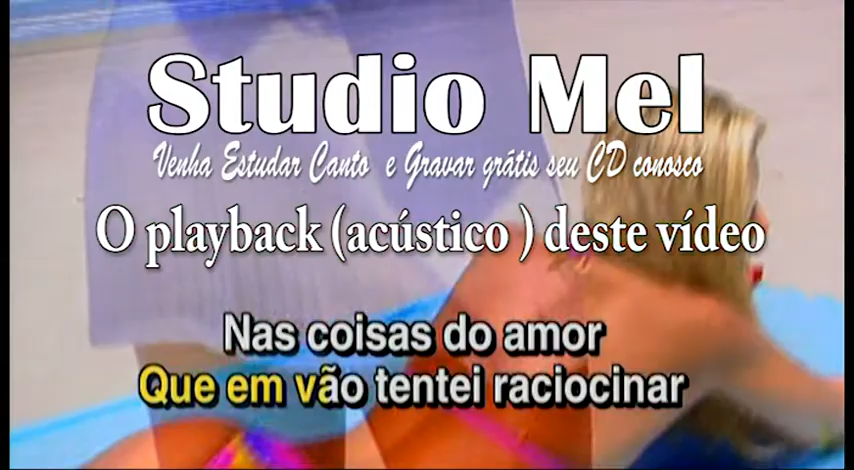 Studio Mel
Venha Estudar Canto e Gravar grátis seu CD conosco
O playback (acústico ) deste vídeo
Nas coisas do amor
Que em vão tentei raciocinar